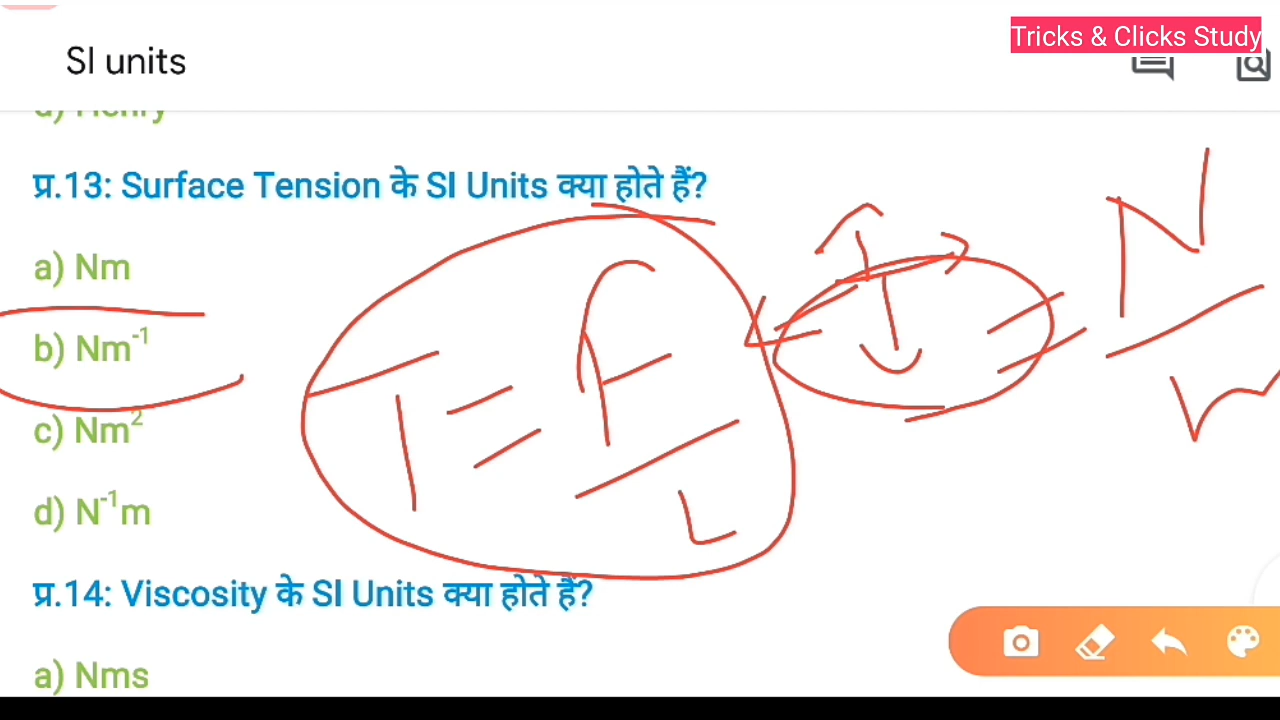 Tricks & Clicks Study
SI units
d) Henry
प्र.13: Surface Tension के SI Units क्या होते हैं?
a) Nm
b) Nm⁻¹
c) Nm²
d) N⁻¹m
T = F/L
T = N/m
प्र.14: Viscosity के SI Units क्या होते हैं?
a) Nms